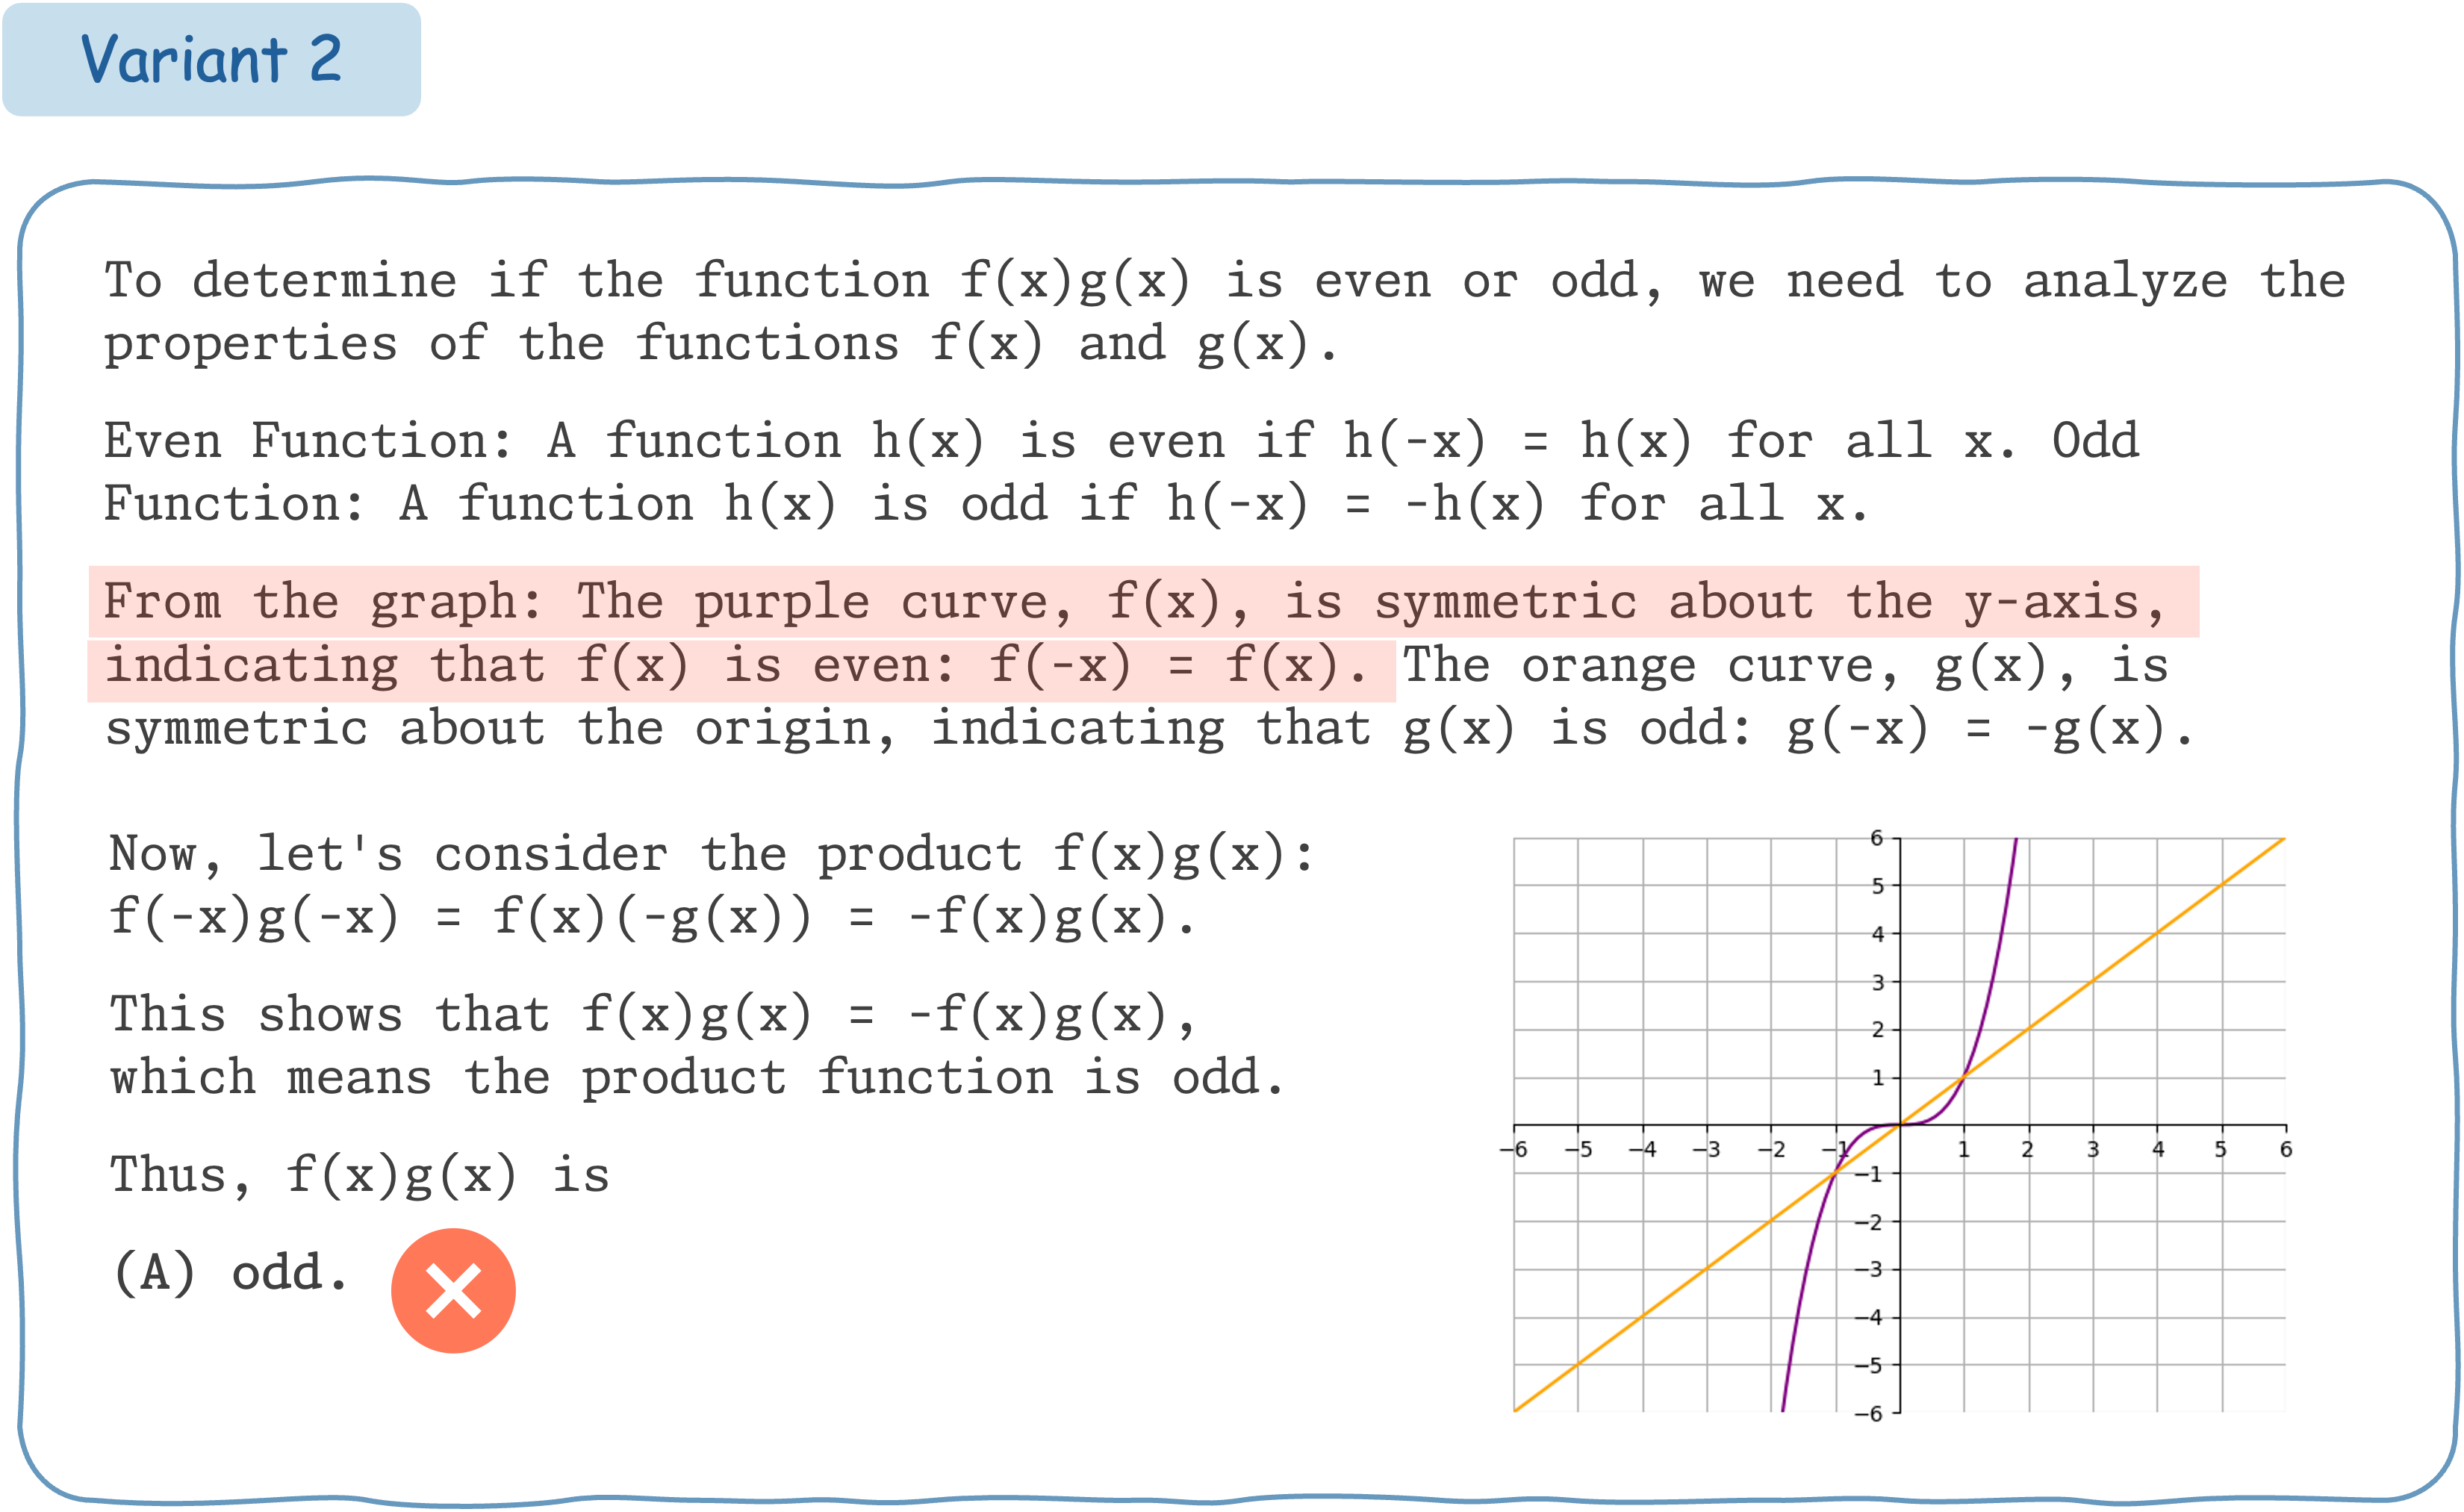 Variant 2
To determine if the function f(x)g(x) is even or odd, we need to analyze the
properties of the functions f(x) and g(x).
Even Function: A function h(x) is even if h(-x) = h(x) for all x. Odd
Function: A function h(x) is odd if h(-x) = -h(x) for all x.
From the graph: The purple curve, f(x), is symmetric about the y-axis,
indicating that f(x) is even: f(-x) = f(x). The orange curve, g(x), is
symmetric about the origin, indicating that g(x) is odd: g(-x) = -g(x).
Now, let's consider the product f(x)g(x):
f(-x)g(-x) = f(x)(-g(x)) = -f(x)g(x).
This shows that f(x)g(x) = -f(x)g(x),
which means the product function is odd.
Thus, f(x)g(x) is
(A) odd.
6
5
4
3
2
1
−6 −5 −4 −3 −2 −1 1 2 3 4 5 6
−1
−2
−3
−4
−5
−6